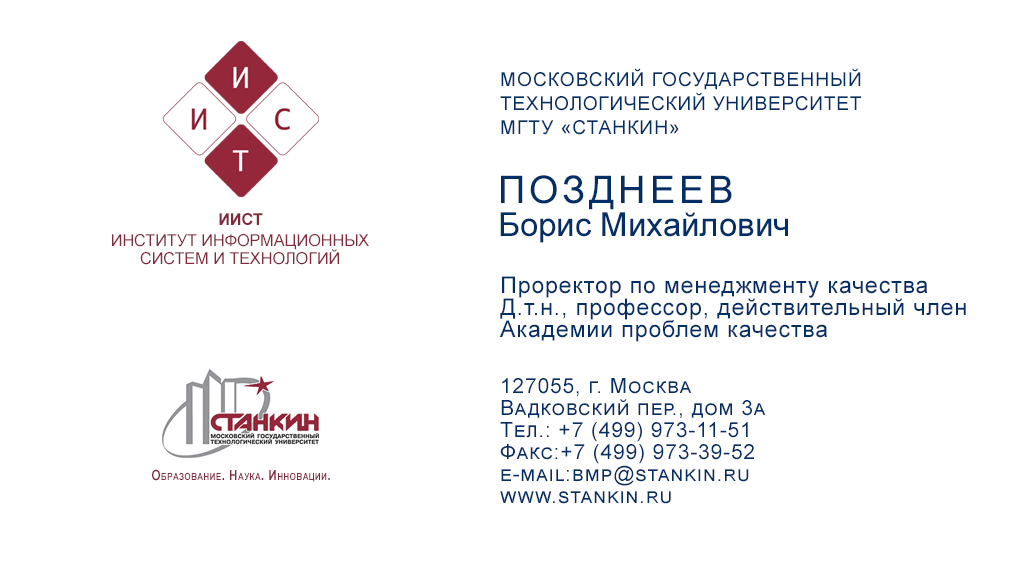 И
И С
Т
ИИСТ
ИНСТИТУТ ИНФОРМАЦИОННЫХ
СИСТЕМ И ТЕХНОЛОГИЙ
СТАНКИН
МОСКОВСКИЙ ГОСУДАРСТВЕННЫЙ
ТЕХНОЛОГИЧЕСКИЙ УНИВЕРСИТЕТ
Образование. Наука. Инновации.
МОСКОВСКИЙ ГОСУДАРСТВЕННЫЙ
ТЕХНОЛОГИЧЕСКИЙ УНИВЕРСИТЕТ
МГТУ «СТАНКИН»
ПОЗДНЕЕВ
Борис Михайлович
Проректор по менеджменту качества
Д.т.н., профессор, действительный член
Академии проблем качества
127055, г. Москва
Вадковский пер., дом 3а
Тел.: +7 (499) 973-11-51
Факс:+7 (499) 973-39-52
e-mail:bmp@stankin.ru
www.stankin.ru